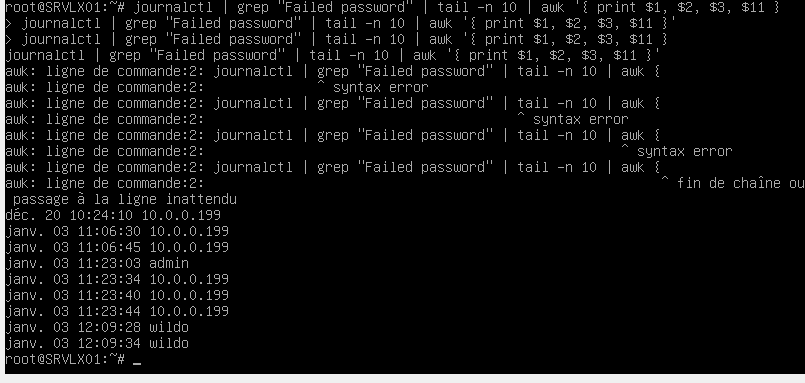 root@SRVLX01:~# journalctl | grep "Failed password" | tail -n 10 | awk '{ print $1, $2, $3, $11 }
> journalctl | grep "Failed password" | tail -n 10 | awk '{ print $1, $2, $3, $11 }'
> journalctl | grep "Failed password" | tail -n 10 | awk '{ print $1, $2, $3, $11 }
journalctl | grep "Failed password" | tail -n 10 | awk '{ print $1, $2, $3, $11 }'
awk: ligne de commande:2: journalctl | grep "Failed password" | tail -n 10 | awk {
awk: ligne de commande:2:            ^ syntax error
awk: ligne de commande:2: journalctl | grep "Failed password" | tail -n 10 | awk {
awk: ligne de commande:2:                                     ^ syntax error
awk: ligne de commande:2: journalctl | grep "Failed password" | tail -n 10 | awk {
awk: ligne de commande:2:                                                  ^ syntax error
awk: ligne de commande:2: journalctl | grep "Failed password" | tail -n 10 | awk {
awk: ligne de commande:2:                                                       ^ fin de chaîne ou
passage à la ligne inattendu
déc. 20 10:24:10 10.0.0.199
janv. 03 11:06:30 10.0.0.199
janv. 03 11:06:45 10.0.0.199
janv. 03 11:23:03 admin
janv. 03 11:23:34 10.0.0.199
janv. 03 11:23:40 10.0.0.199
janv. 03 11:23:44 10.0.0.199
janv. 03 12:09:28 wildo
janv. 03 12:09:34 wildo
root@SRVLX01:~# _